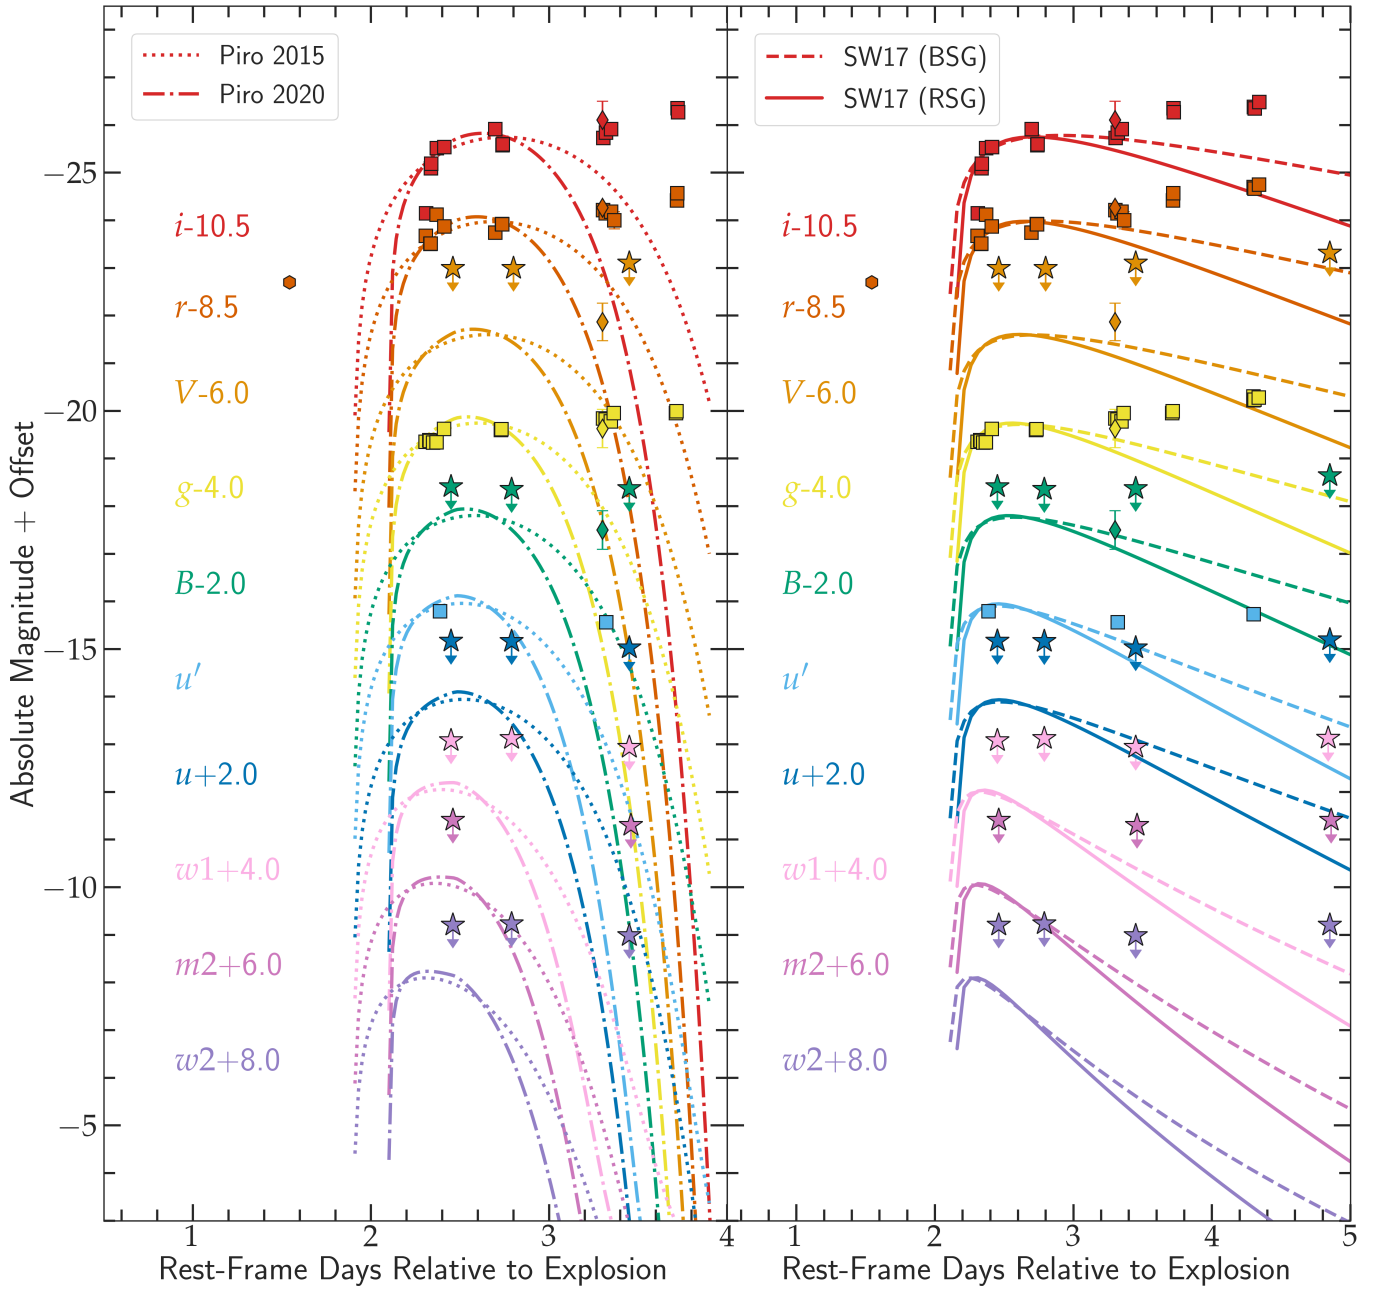 Piro 2015
Piro 2020
SW17 (BSG)
SW17 (RSG)
Absolute Magnitude + Offset
−25
−20
−15
−10
−5
i-10.5
r-8.5
V-6.0
g-4.0
B-2.0
u′
u+2.0
w1+4.0
m2+6.0
w2+8.0
i-10.5
r-8.5
V-6.0
g-4.0
B-2.0
u′
u+2.0
w1+4.0
m2+6.0
w2+8.0
1 2 3 4
1 2 3 4 5
Rest-Frame Days Relative to Explosion
Rest-Frame Days Relative to Explosion